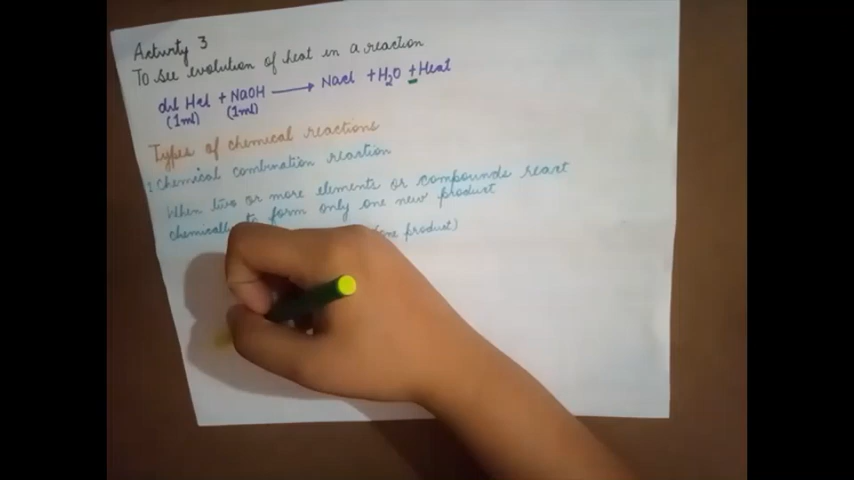 Activity 3
To see evolution of heat in a reaction
dil Hcl + NaOH → Nacl + H₂O + Heat
(1ml) (1ml)
Types of chemical reactions
1 Chemical combination reaction
When two or more elements or compounds react
chemically to form only one new product
product)